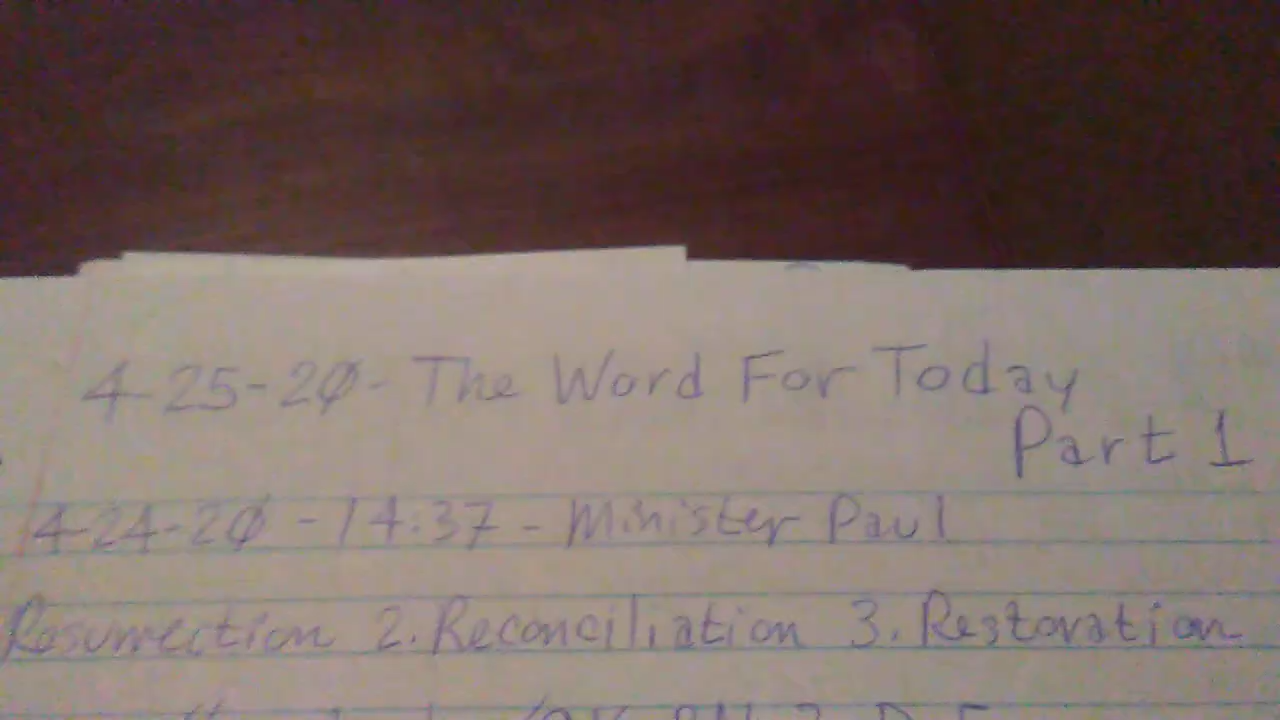 4-25-20- The Word For Today
Part 1
4-24-20 - 14:37 - Minister Paul
Resurrection 2. Reconciliation 3. Restoration